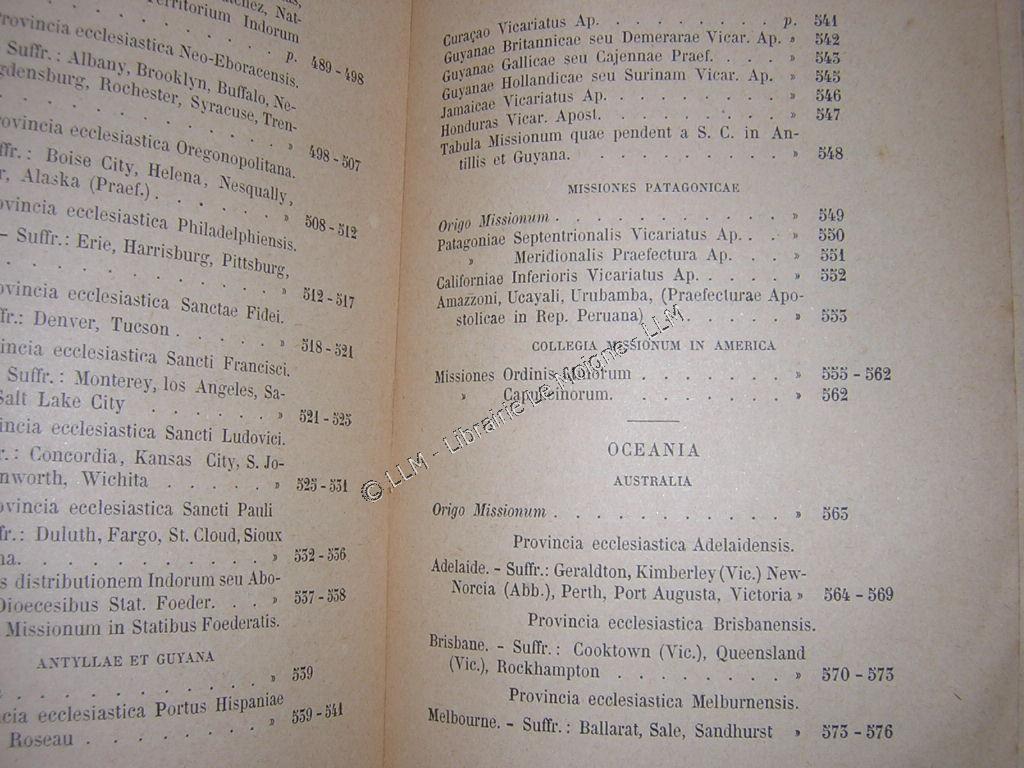 Territorium Indorum
p. 489-498
Provincia ecclesiastica Neo-Eboracensis.
Suffr.: Albany, Brooklyn, Buffalo, Ne-
gdensburg, Rochester, Syracuse, Tren-
. . . . . . . . . » 498-507
ovincia ecclesiastica Oregonopolitana.
ffr.: Boise City, Helena, Nesqually,
r, Alaska (Praef.) . . . . . . » 508-512
ovincia ecclesiastica Philadelphiensis.
– Suffr.: Erie, Harrisburg, Pittsburg,
. . . . . . . . . » 512-517
ovincia ecclesiastica Sanctae Fidei.
ffr.: Denver, Tucson . . . . . » 518-521
incia ecclesiastica Sancti Francisci.
Suffr.: Monterey, los Angeles, Sa-
Salt Lake City . . . . . . » 521-525
incia ecclesiastica Sancti Ludovici.
r.: Concordia, Kansas City, S. Jo-
nworth, Wichita . . . . . » 525-531
ovincia ecclesiastica Sancti Pauli
ffr.: Duluth, Fargo, St. Cloud, Sioux
na. . . . . . . . . . » 532-536
s distributionem Indorum seu Abo-
Dioecesibus Stat. Foeder. . . » 537-538
Missionum in Statibus Foederatis.
ANTYLLAE ET GUYANA
. . . . . . . . . » 539
cia ecclesiastica Portus Hispaniae
Roseau . . . . . . . » 539-541
Curaçao Vicariatus Ap. . . . . . . . . p. 541
Guyanae Britannicae seu Demerarae Vicar. Ap. » 542
Guyanae Gallicae seu Cajennae Praef. . . . » 543
Guyanae Hollandicae seu Surinam Vicar. Ap. » 545
Jamaicae Vicariatus Ap. . . . . . . . » 546
Honduras Vicar. Apost. . . . . . . . » 547
Tabula Missionum quae pendent a S. C. in An-
tillis et Guyana. . . . . . . . . » 548
MISSIONES PATAGONICAE
Origo Missionum . . . . . . . . . . » 549
Patagoniae Septentrionalis Vicariatus Ap. . . » 550
» Meridionalis Praefectura Ap. . . » 551
Californiae Inferioris Vicariatus Ap. . . . . » 552
Amazzoni, Ucayali, Urubamba, (Praefecturae Apo-
stolicae in Rep. Peruana) . . . . . » 553
COLLEGIA MISSIONUM IN AMERICA
Missiones Ordinis Minorum . . . . . . . » 555-562
» Capuccinorum. . . . . . . . » 562
OCEANIA
AUSTRALIA
Origo Missionum . . . . . . . . . . » 563
Provincia ecclesiastica Adelaidensis.
Adelaide. - Suffr.: Geraldton, Kimberley (Vic.) New-
Norcia (Abb.), Perth, Port Augusta, Victoria » 564-569
Provincia ecclesiastica Brisbanensis.
Brisbane. - Suffr.: Cooktown (Vic.), Queensland
(Vic.), Rockhampton . . . . . . . » 570-573
Provincia ecclesiastica Melburnensis.
Melbourne. - Suffr.: Ballarat, Sale, Sandhurst » 573-576
© LLM - Librairie Le Moigne - LLM